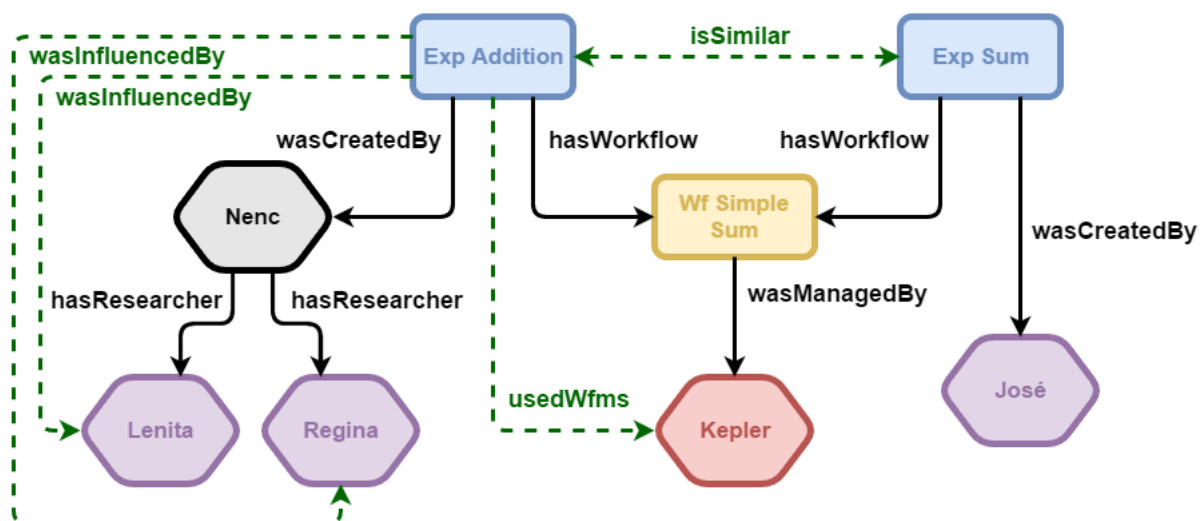 isSimilar
wasInfluencedBy
Exp Addition
Exp Sum
wasInfluencedBy
wasCreatedBy
hasWorkflow
hasWorkflow
Nenc
Wf Simple
Sum
wasCreatedBy
hasResearcher
hasResearcher
wasManagedBy
José
usedWfms
Lenita
Regina
Kepler